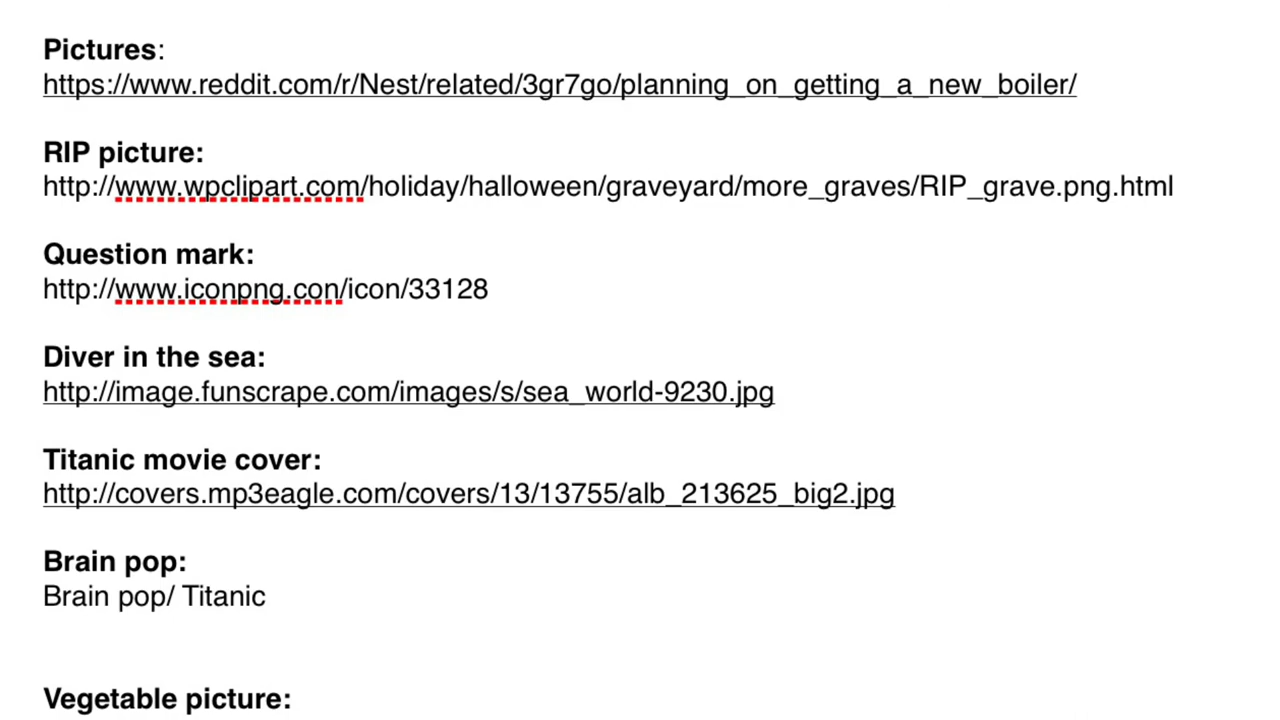 Pictures:
https://www.reddit.com/r/Nest/related/3gr7go/planning_on_getting_a_new_boiler/
RIP picture:
http://www.wpclipart.com/holiday/halloween/graveyard/more_graves/RIP_grave.png.html
Question mark:
http://www.iconpng.con/icon/33128
Diver in the sea:
http://image.funscrape.com/images/s/sea_world-9230.jpg
Titanic movie cover:
http://covers.mp3eagle.com/covers/13/13755/alb_213625_big2.jpg
Brain pop:
Brain pop/ Titanic
Vegetable picture: